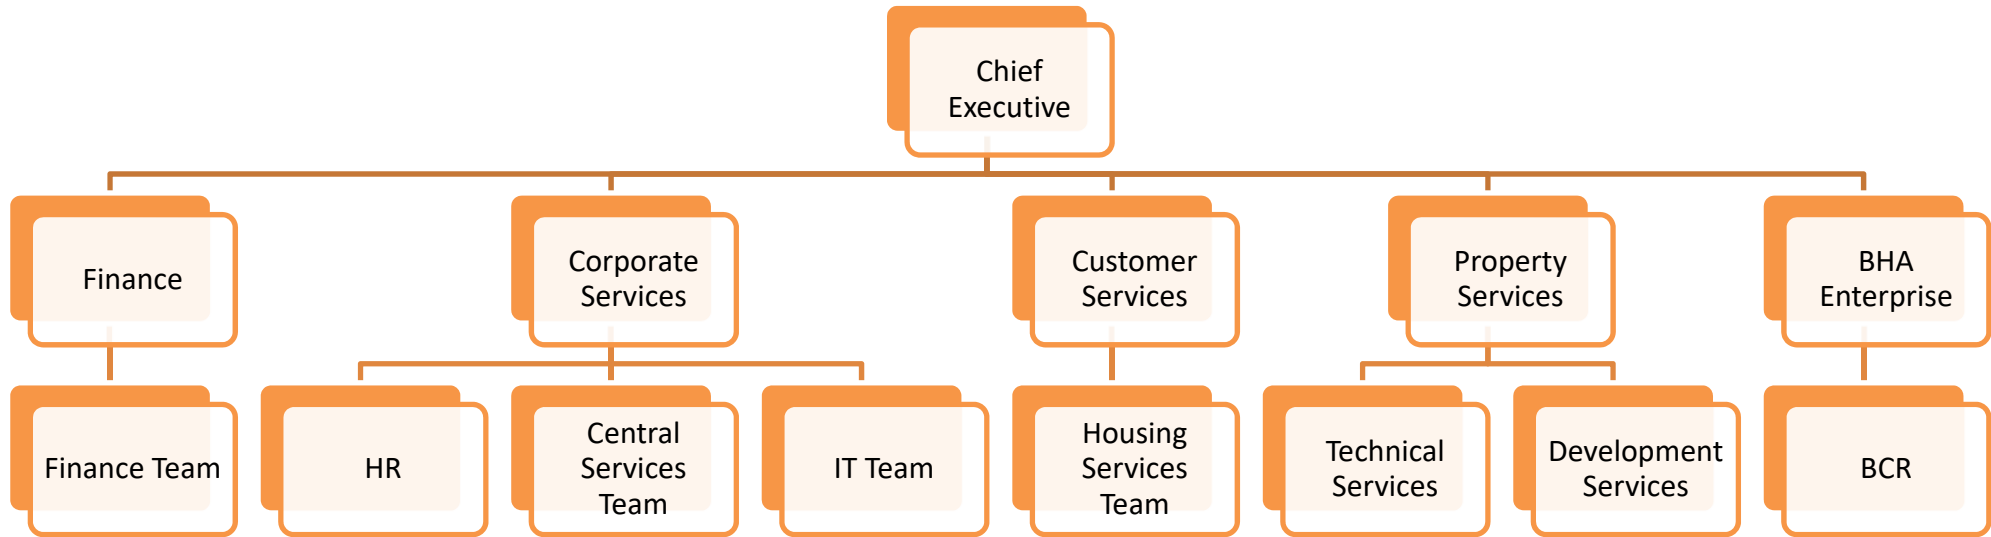 Chief
Executive
Finance
Corporate
Services
Customer
Services
Property
Services
BHA
Enterprise
Finance Team
HR
Central
Services
Team
IT Team
Housing
Services
Team
Technical
Services
Development
Services
BCR